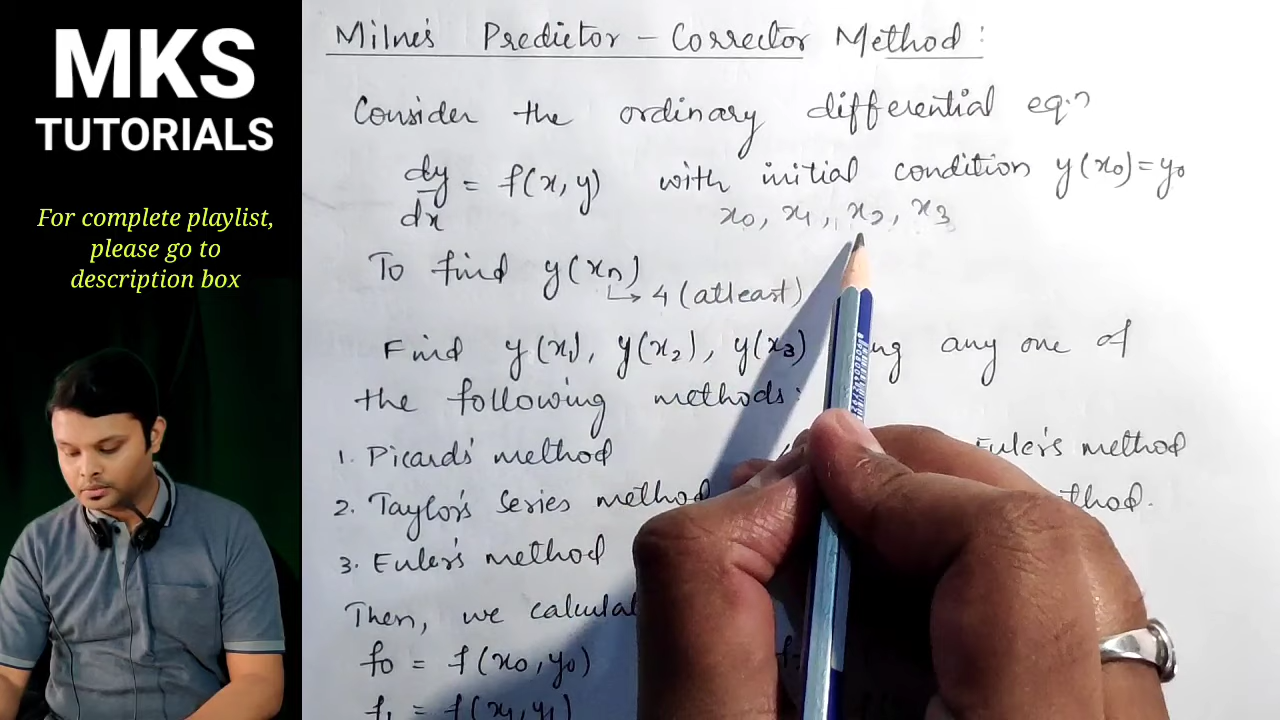 MKS
TUTORIALS
For complete playlist,
please go to
description box
Milne's Predictor - Corrector Method:
Consider the ordinary differential eqn
dy/dx = f(x, y) with initial condition y(x0) = y0
x0, x1, x2, x3
To find y(xn)
↳ 4 (atleast)
Find y(x1), y(x2), y(x3) any one of
the following methods:
1. Picard's method Euler's method
2. Taylor's Series method
3. Euler's method
Then, we
f0 = f(x0, y0)
f1 = f(x1, y1)